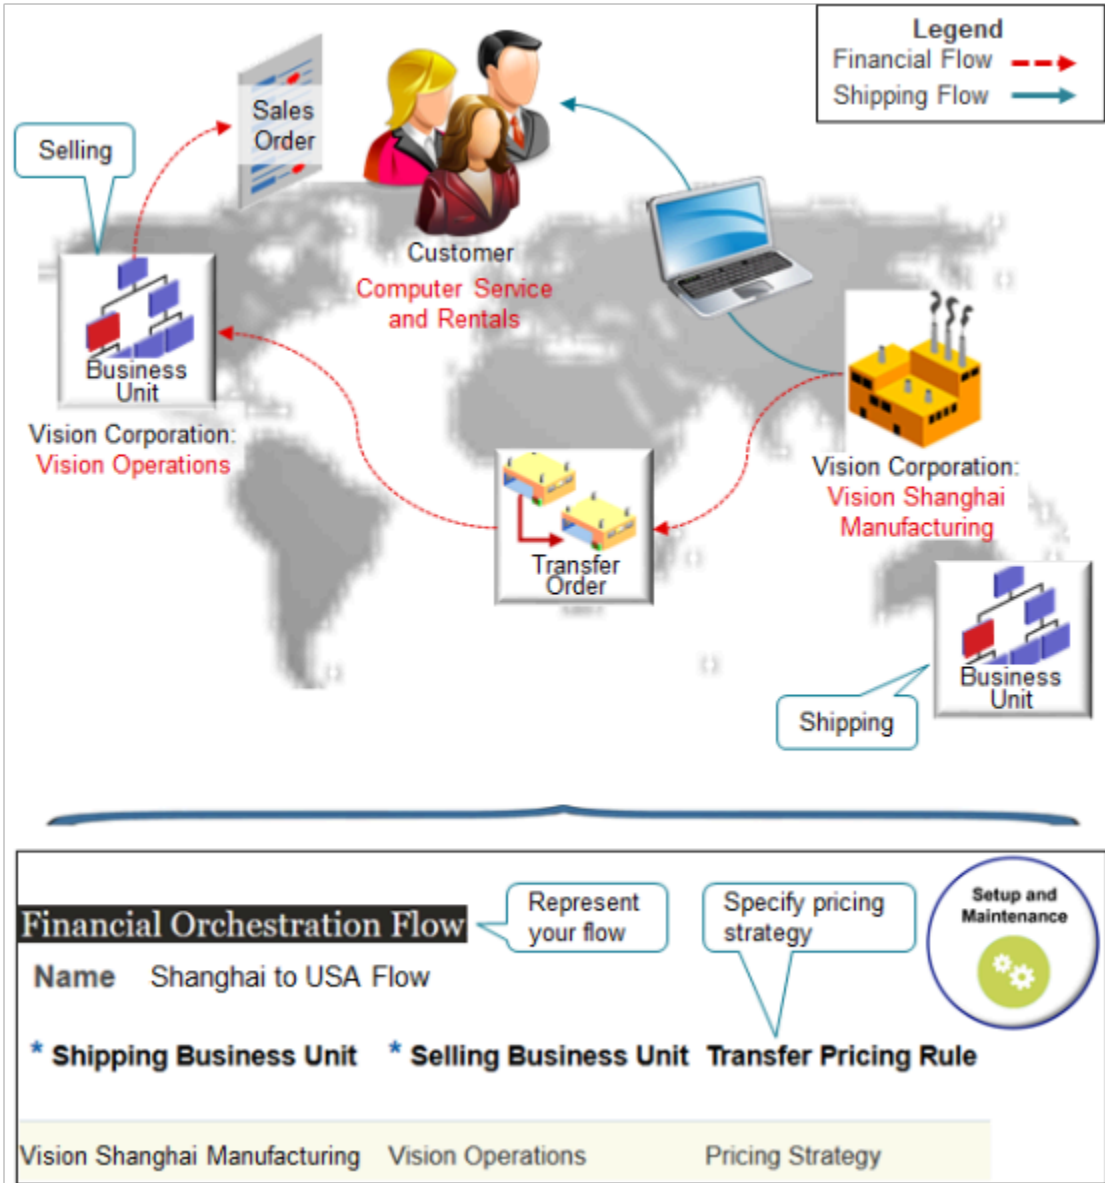 Legend
Financial Flow
Shipping Flow
Sales
Order
Selling
Customer
Computer Service
and Rentals
Business
Unit
Vision Corporation:
Vision Operations
Vision Corporation:
Vision Shanghai
Manufacturing
Transfer
Order
Business
Unit
Shipping
Financial Orchestration Flow
Represent
your flow
Specify pricing
strategy
Setup and
Maintenance
Name Shanghai to USA Flow
* Shipping Business Unit * Selling Business Unit Transfer Pricing Rule
Vision Shanghai Manufacturing Vision Operations Pricing Strategy